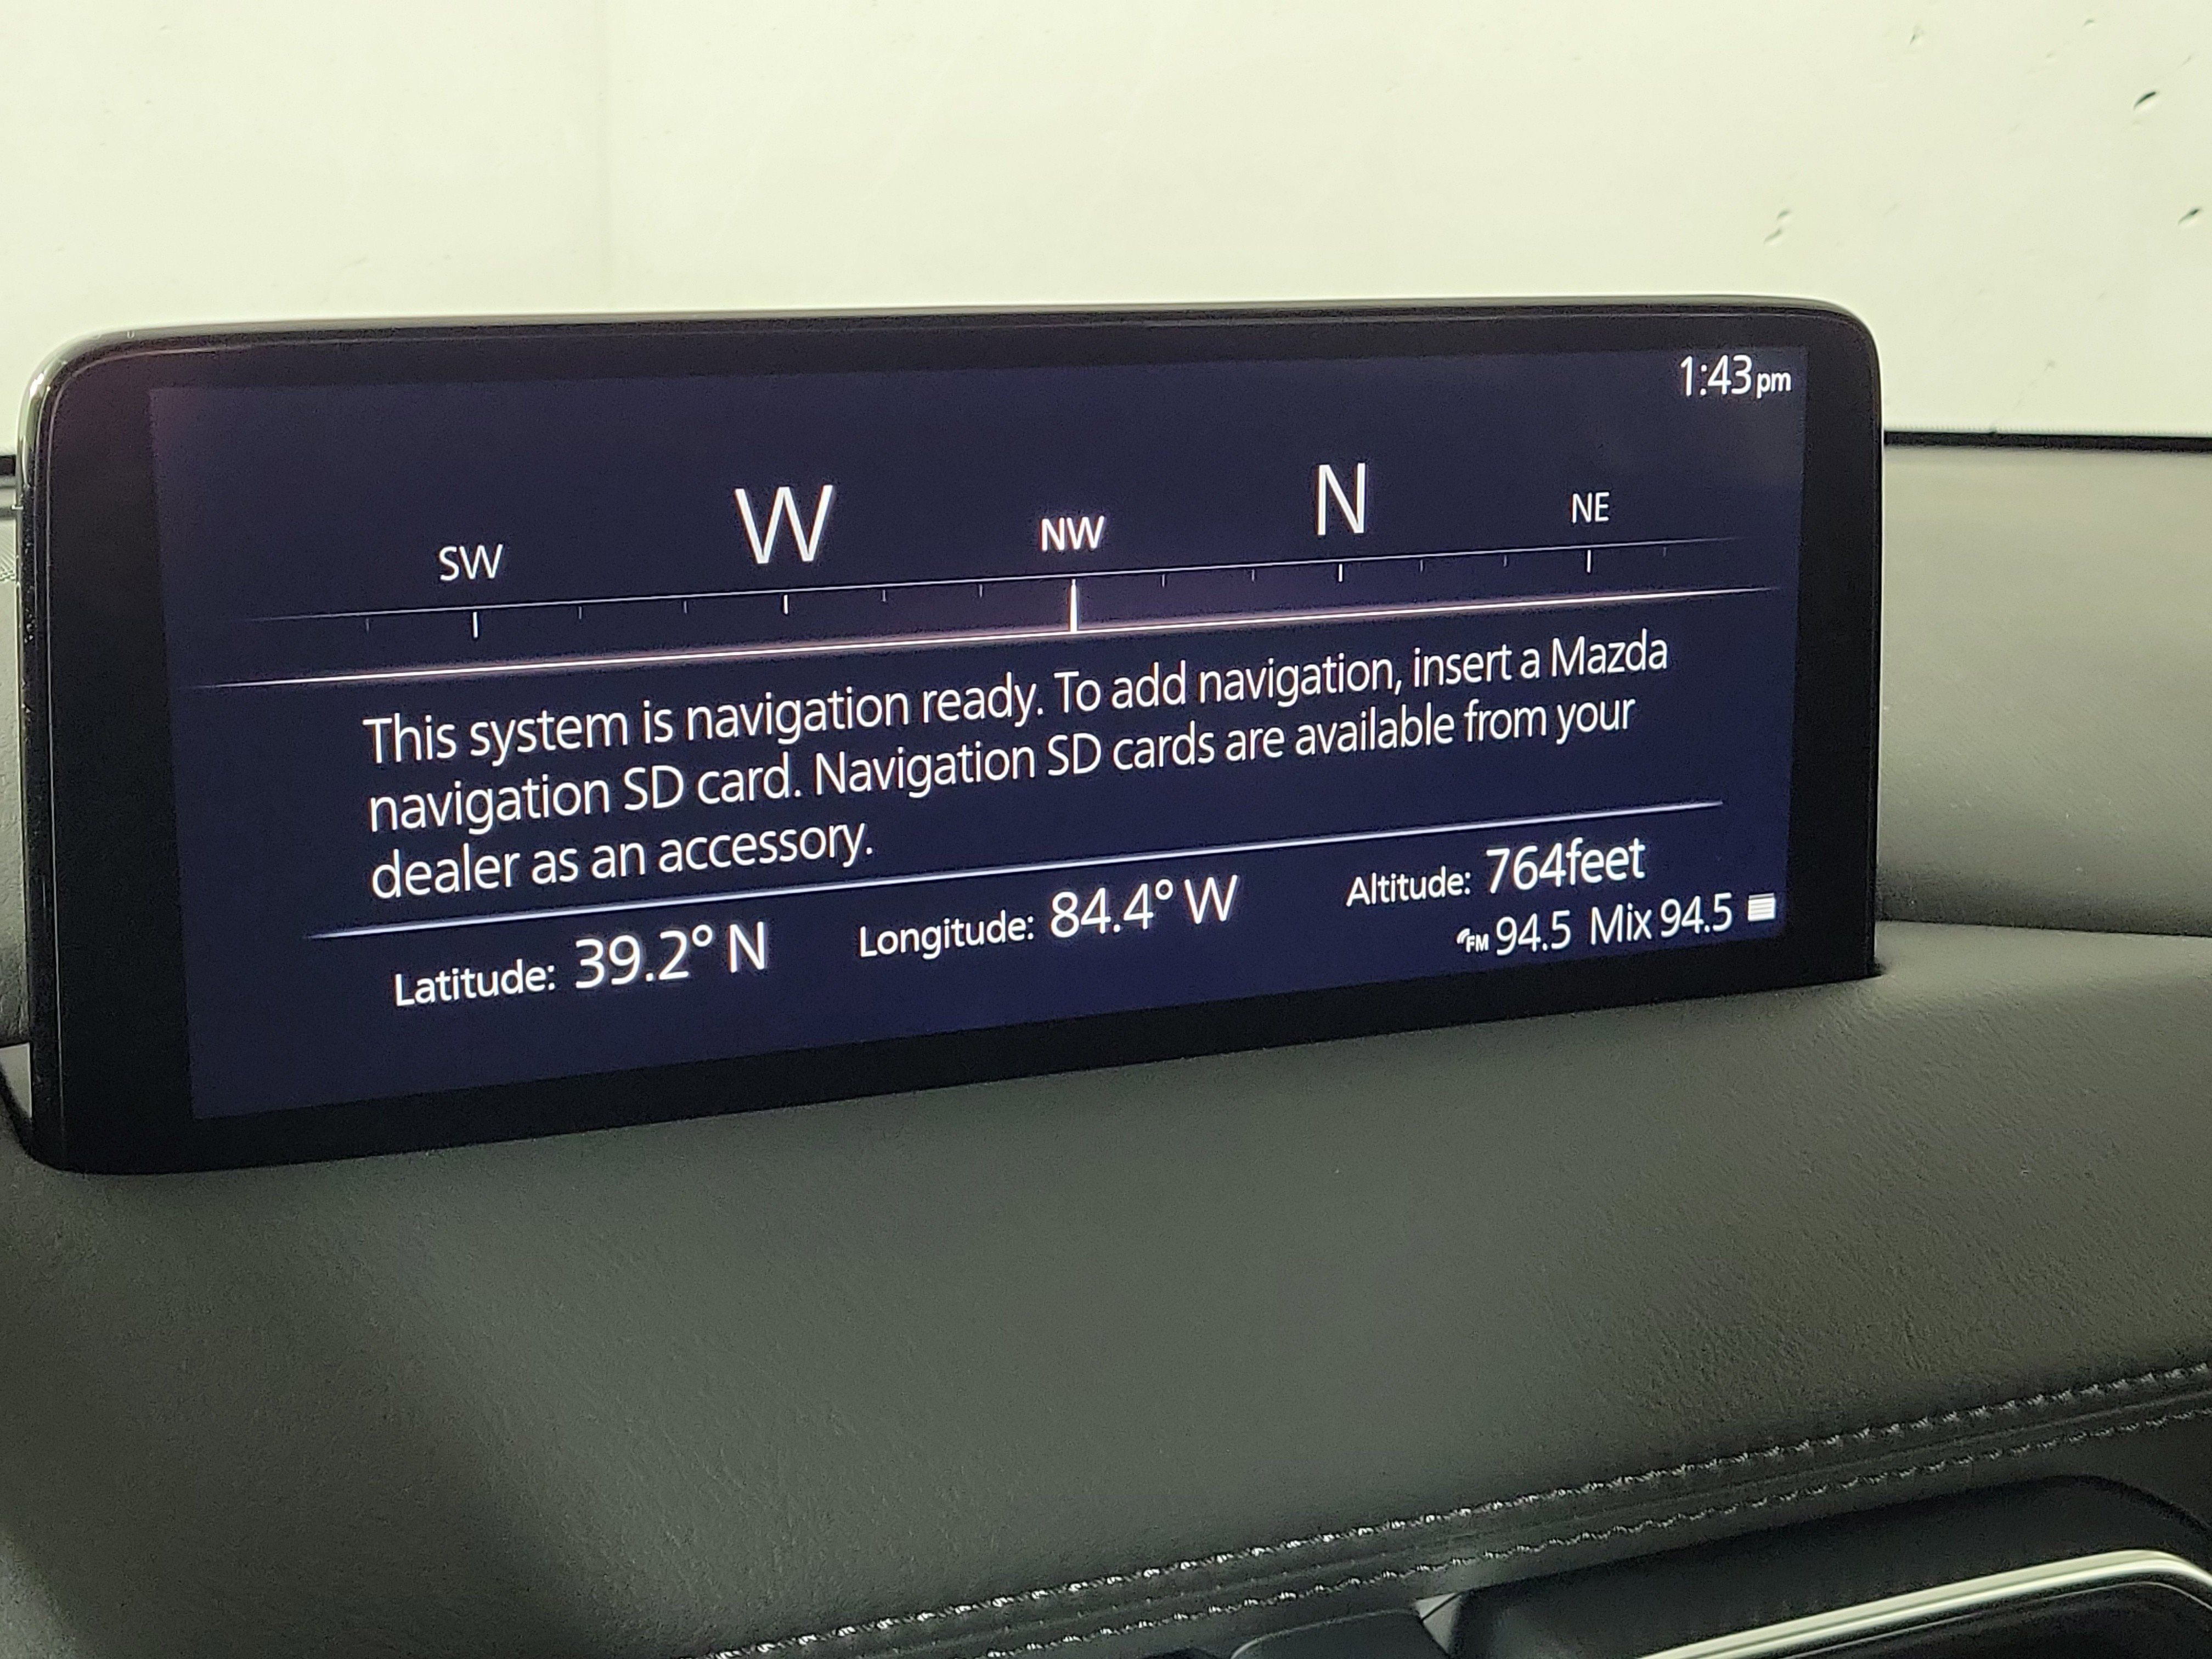 1:43pm
SW W NW N NE
This system is navigation ready. To add navigation, insert a Mazda
navigation SD card. Navigation SD cards are available from your
dealer as an accessory.
Latitude: 39.2° N Longitude: 84.4° W Altitude: 764feet
FM 94.5 Mix 94.5